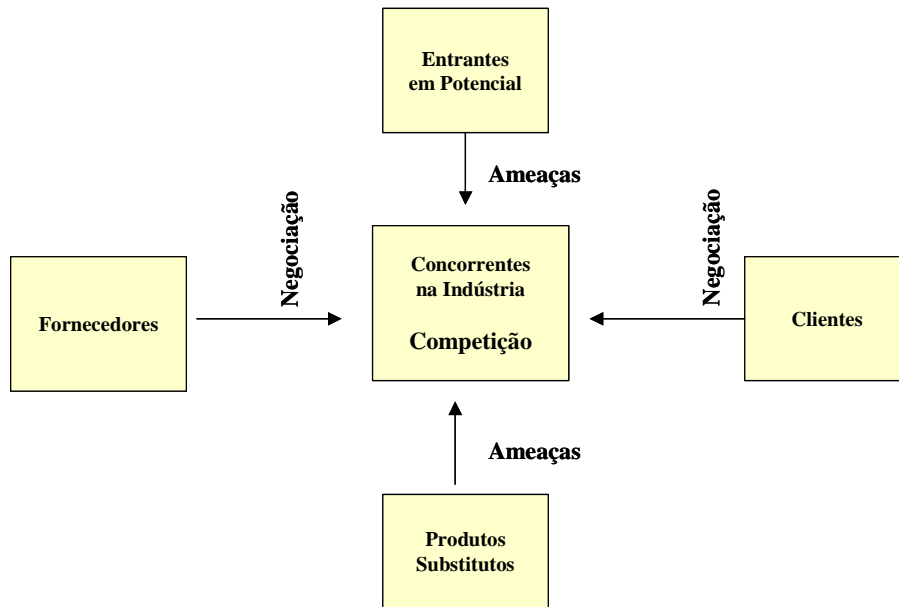 Entrantes
em Potencial
Ameaças
Negociação
Negociação
Fornecedores
Concorrentes
na Indústria
Competição
Clientes
Ameaças
Produtos
Substitutos